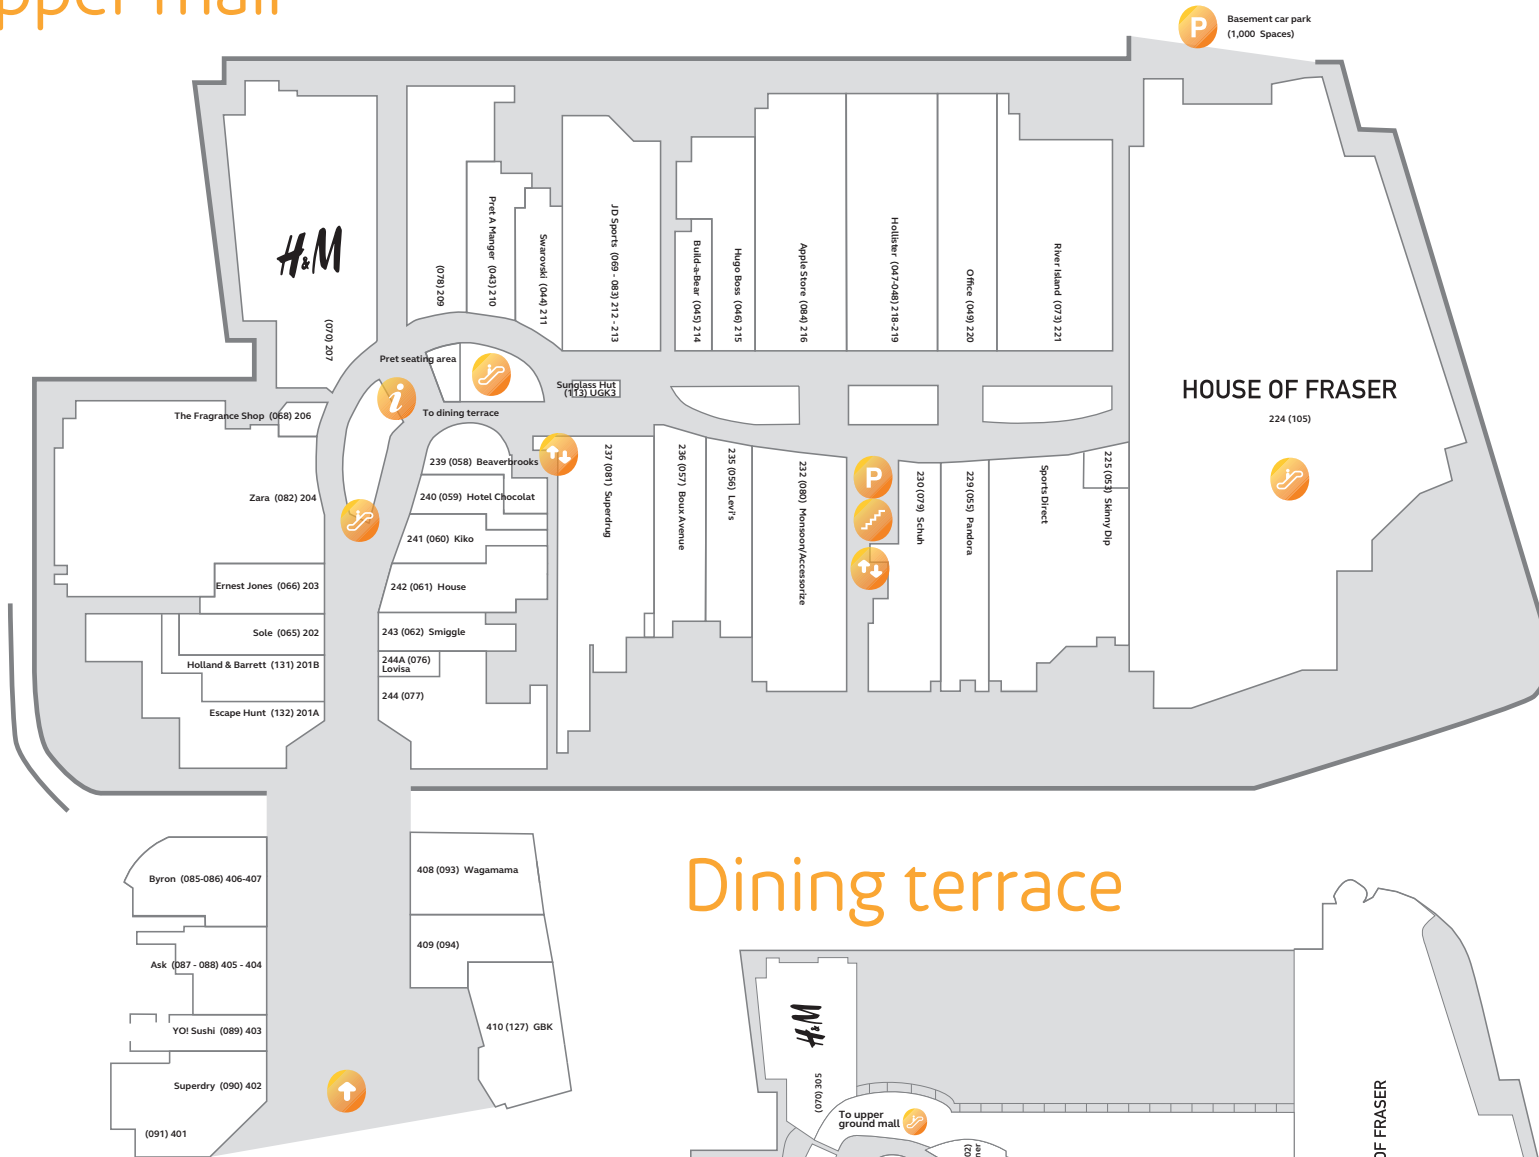 pper mall
P
Basement car park
(1,000 Spaces)
H&M
(070) 207
(078) 209
Pret A Manger (043) 210
Swarovski (044) 211
JD Sports (069 - 083) 212 - 213
Build-a-Bear (045) 214
Hugo Boss (046) 215
Apple Store (084) 216
Hollister (047-048) 218-219
Office (049) 220
River Island (073) 221
HOUSE OF FRASER
224 (105)
Pret seating area
i
To dining terrace
Sunglass Hut
(113) UGK3
The Fragrance Shop (068) 206
Zara (082) 204
Ernest Jones (066) 203
Sole (065) 202
Holland & Barrett (131) 201B
Escape Hunt (132) 201A
239 (058) Beaverbrooks
240 (059) Hotel Chocolat
241 (060) Kiko
242 (061) House
243 (062) Smiggle
244A (076)
Lovisa
244 (077)
237 (081) Superdrug
236 (057) Boux Avenue
235 (056) Levi's
232 (080) Monsoon/Accessorize
P
230 (079) Schuh
229 (055) Pandora
Sports Direct
225 (053) Skinny Dip
Byron (085-086) 406-407
Ask (087 - 088) 405 - 404
YO! Sushi (089) 403
Superdry (090) 402
(091) 401
408 (093) Wagamama
409 (094)
410 (127) GBK
Dining terrace
H&M
(070) 305
To upper
ground mall
02)
ner
OF FRASER